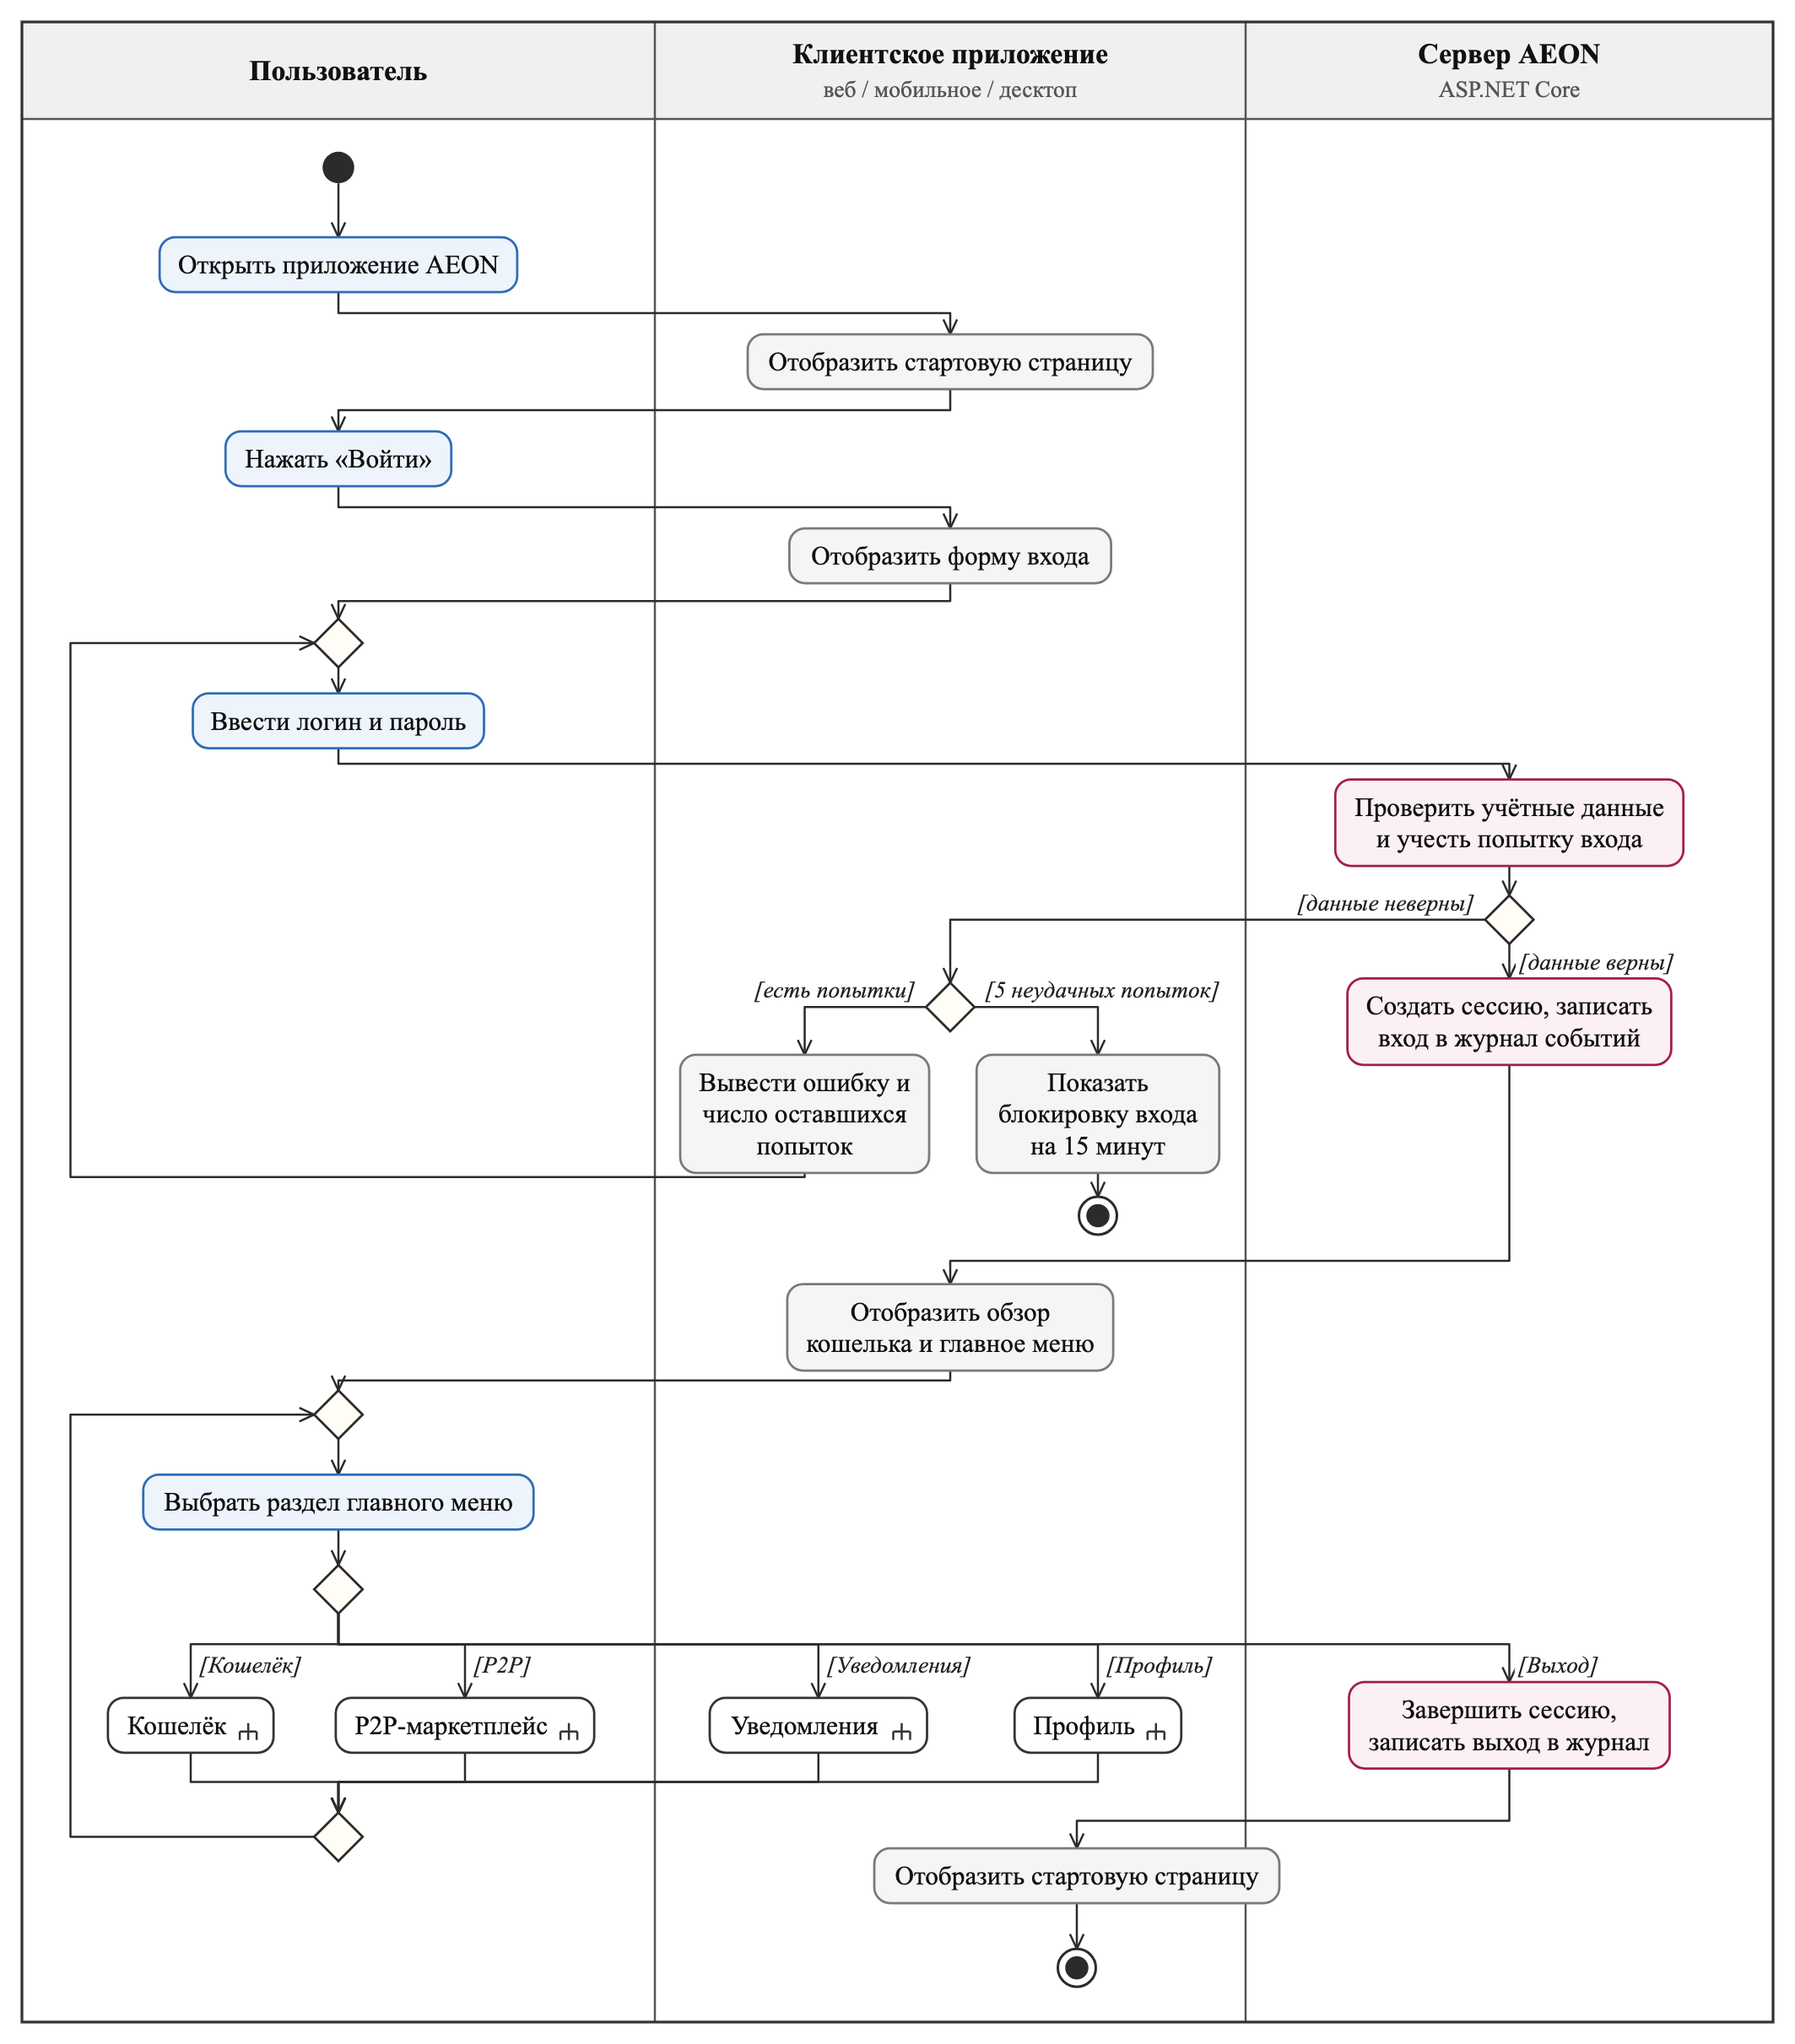 Пользователь
Клиентское приложение
веб / мобильное / десктоп
Сервер AEON
ASP.NET Core
Открыть приложение AEON
Отобразить стартовую страницу
Нажать «Войти»
Отобразить форму входа
Ввести логин и пароль
Проверить учётные данные
и учесть попытку входа
[данные неверны]
[данные верны]
[есть попытки]
[5 неудачных попыток]
Создать сессию, записать
вход в журнал событий
Вывести ошибку и
число оставшихся
попыток
Показать
блокировку входа
на 15 минут
Отобразить обзор
кошелька и главное меню
Выбрать раздел главного меню
[Кошелёк]
[P2P]
[Уведомления]
[Профиль]
[Выход]
Кошелёк
P2P-маркетплейс
Уведомления
Профиль
Завершить сессию,
записать выход в журнал
Отобразить стартовую страницу